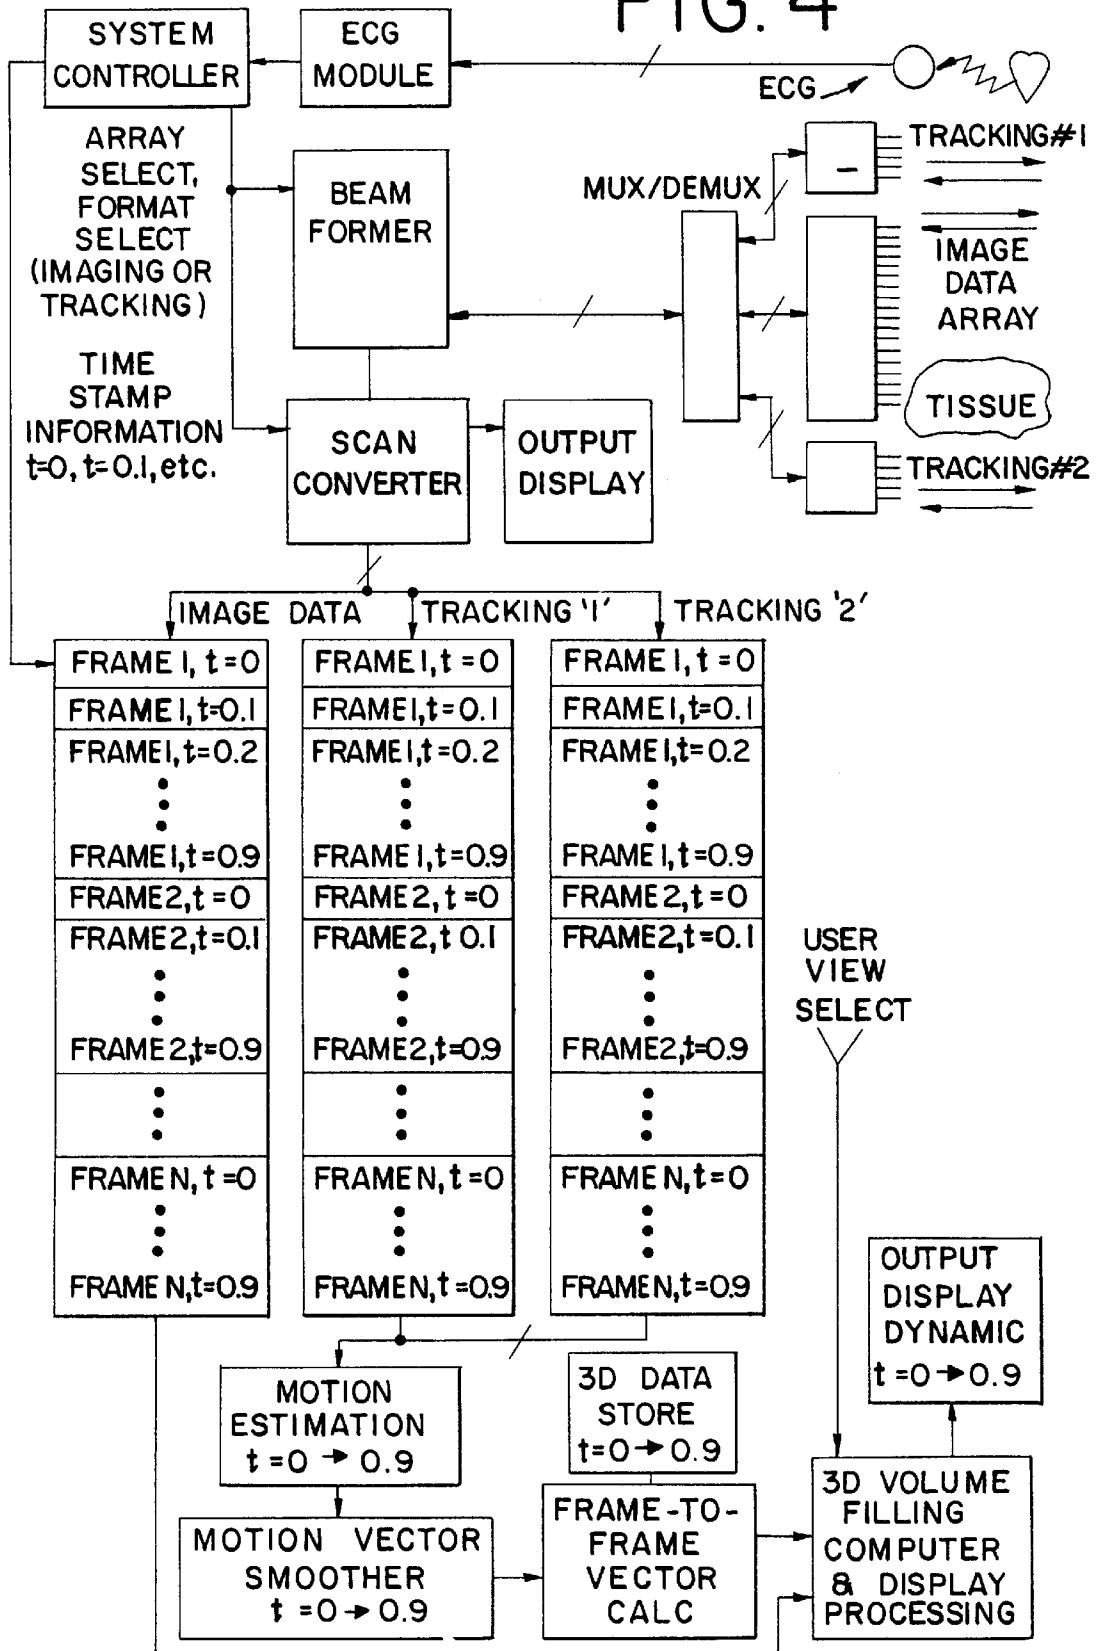 FIG. 4
SYSTEM
CONTROLLER
ECG
MODULE
ECG
ARRAY
SELECT,
FORMAT
SELECT
(IMAGING OR
TRACKING)
BEAM
FORMER
MUX/DEMUX
TRACKING#1
IMAGE
DATA
ARRAY
TISSUE
TRACKING#2
TIME
STAMP
INFORMATION
t=0, t=0.1, etc.
SCAN
CONVERTER
OUTPUT
DISPLAY
IMAGE DATA
TRACKING '1'
TRACKING '2'
FRAME 1, t=0
FRAME 1, t=0.1
FRAME 1, t=0.2
FRAME 1, t=0.9
FRAME 2, t=0
FRAME 2, t=0.1
FRAME 2, t=0.9
FRAME N, t=0
FRAME N, t=0.9
FRAME 1, t=0
FRAME 1, t=0.1
FRAME 1, t=0.2
FRAME 1, t=0.9
FRAME 2, t=0
FRAME 2, t 0.1
FRAME 2, t=0.9
FRAME N, t=0
FRAME N, t=0.9
FRAME 1, t=0
FRAME 1, t=0.1
FRAME 1, t=0.2
FRAME 1, t=0.9
FRAME 2, t=0
FRAME 2, t=0.1
FRAME 2, t=0.9
FRAME N, t=0
FRAME N, t=0.9
USER
VIEW
SELECT
OUTPUT
DISPLAY
DYNAMIC
t=0→0.9
MOTION
ESTIMATION
t=0→0.9
3D DATA
STORE
t=0→0.9
MOTION VECTOR
SMOOTHER
t=0→0.9
FRAME-TO-
FRAME
VECTOR
CALC
3D VOLUME
FILLING
COMPUTER
& DISPLAY
PROCESSING